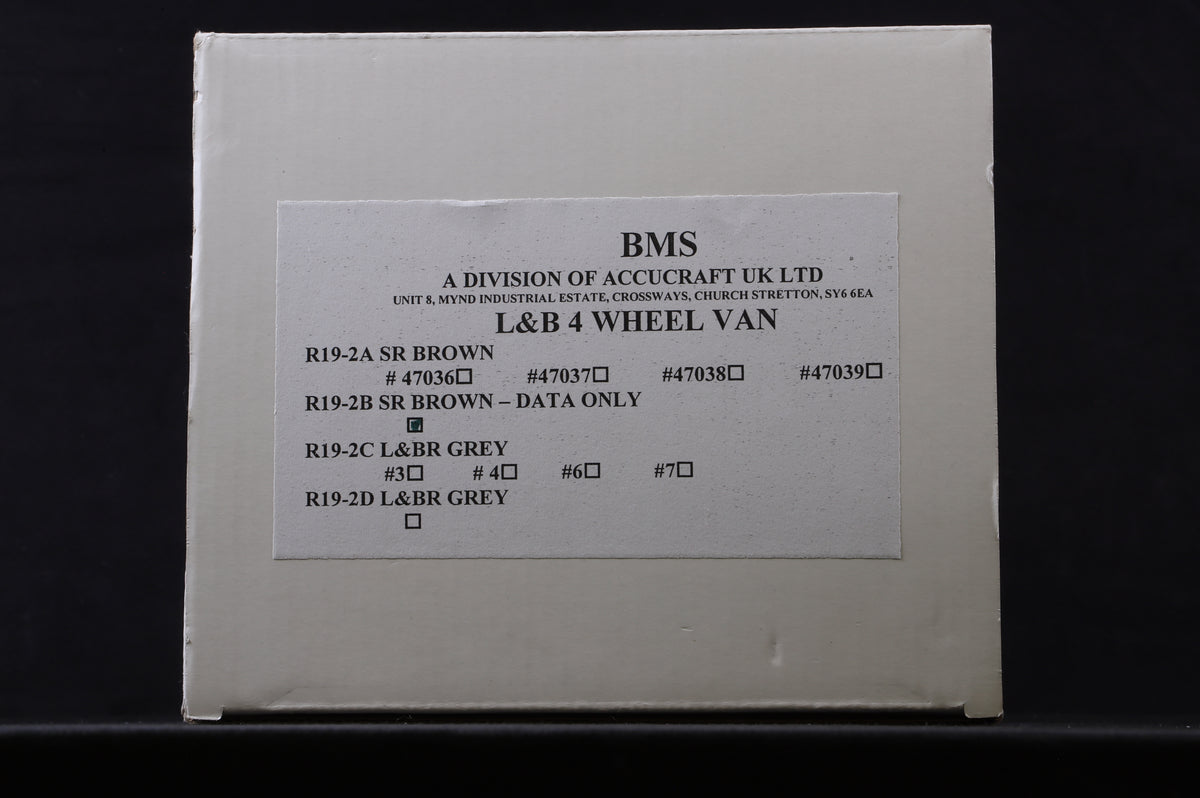 BMS
A DIVISION OF ACCUCRAFT UK LTD
UNIT 8, MYND INDUSTRIAL ESTATE, CROSSWAYS, CHURCH STRETTON, SY6 6EA
L&B 4 WHEEL VAN
R19-2A SR BROWN
# 47036☐ #47037☐ #47038☐ #47039☐
R19-2B SR BROWN – DATA ONLY
☑
R19-2C L&BR GREY
#3☐ # 4☐ #6☐ #7☐
R19-2D L&BR GREY
☐